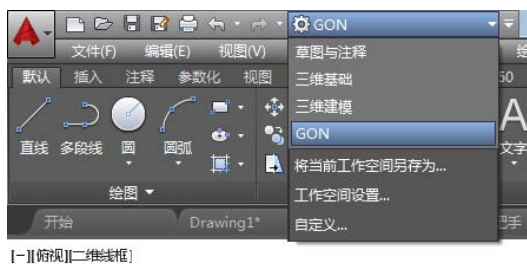 GON
文件(F) 编辑(E) 视图(V) 草图与注释
默认 插入 注释 参数化 视图 三维基础
三维建模
GON
直线 多段线 圆 圆弧 文字
将当前工作空间另存为...
绘图 工作空间设置...
开始 Drawing1* 自定义... 把手
[-][俯视][二维线框]